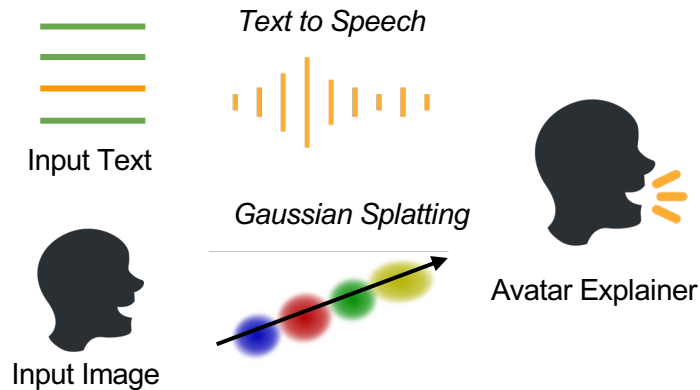 Text to Speech
Input Text
Gaussian Splatting
Avatar Explainer
Input Image